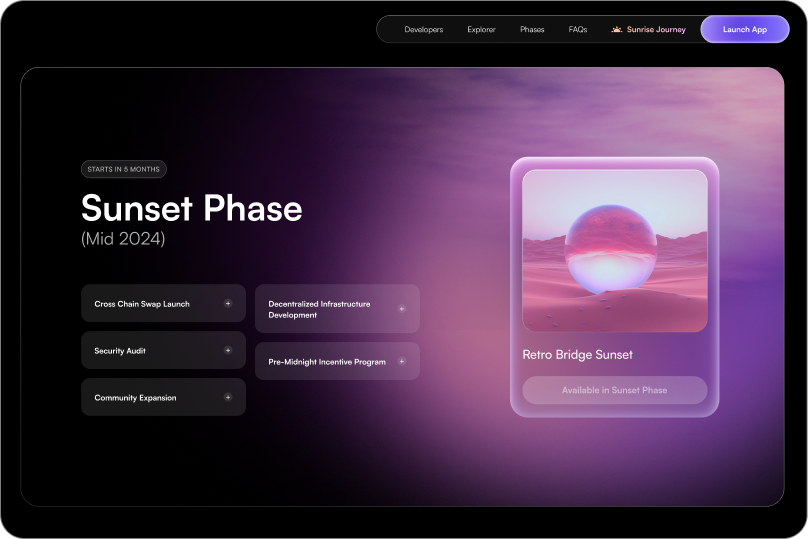 Developers
Explorer
Phases
FAQs
Sunrise Journey
Launch App
STARTS IN 5 MONTHS
Sunset Phase
(Mid 2024)
Cross Chain Swap Launch
Security Audit
Community Expansion
Decentralized Infrastructure
Development
Pre-Midnight Incentive Program
Retro Bridge Sunset
Available in Sunset Phase